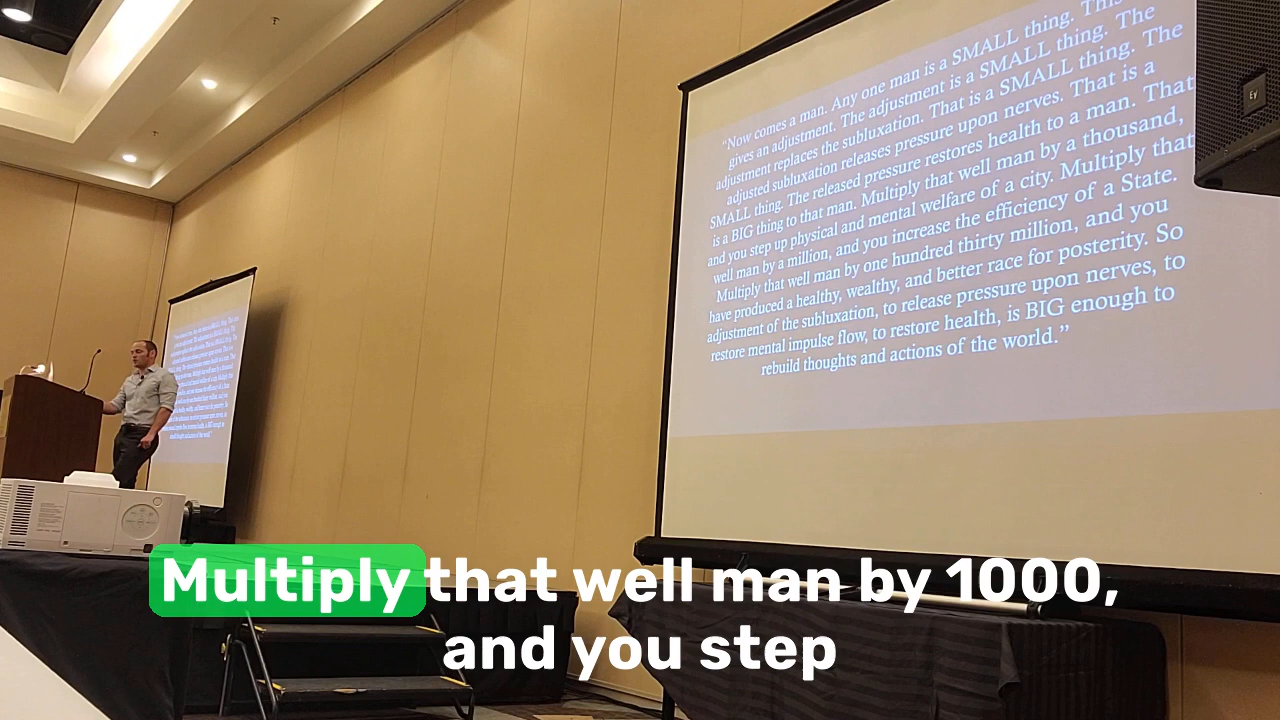 "Now comes a man. Any one man is a SMALL thing. This
gives an adjustment. The adjustment is a SMALL thing. The
adjustment replaces the subluxation. That is a SMALL thing. The
adjusted subluxation releases pressure upon nerves. That is a
SMALL thing. The released pressure restores health to a man. That
is a BIG thing to that man. Multiply that well man by a thousand,
and you step up physical and mental welfare of a city. Multiply that
well man by a million, and you increase the efficiency of a State.
Multiply that well man by one hundred thirty million, and you
have produced a healthy, wealthy, and better race for posterity. So
adjustment of the subluxation, to release pressure upon nerves, to
restore mental impulse flow, to restore health, is BIG enough to
rebuild thoughts and actions of the world."
Ey
Multiply that well man by 1000,
and you step